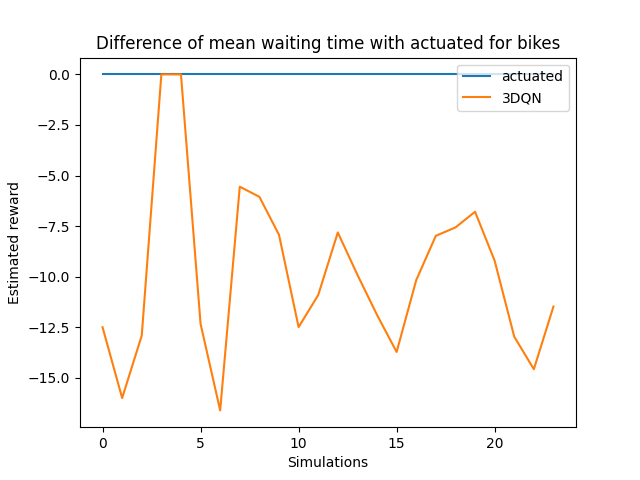 Difference of mean waiting time with actuated for bikes
0.0
−2.5
−5.0
−7.5
−10.0
−12.5
−15.0
Estimated reward
actuated
3DQN
0 5 10 15 20
Simulations